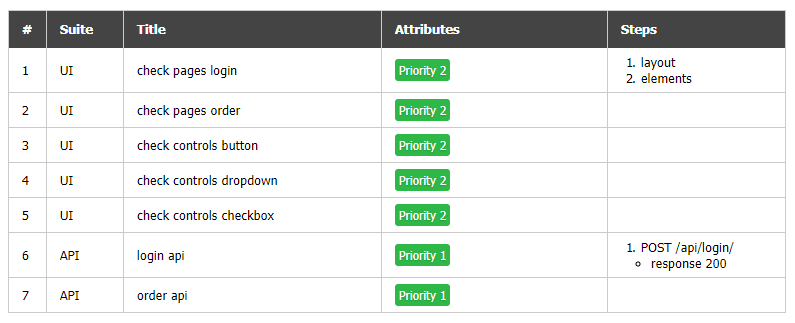 # Suite Title Attributes Steps
1 UI check pages login Priority 2 1. layout
2. elements
2 UI check pages order Priority 2
3 UI check controls button Priority 2
4 UI check controls dropdown Priority 2
5 UI check controls checkbox Priority 2
6 API login api Priority 1 1. POST /api/login/
response 200
7 API order api Priority 1